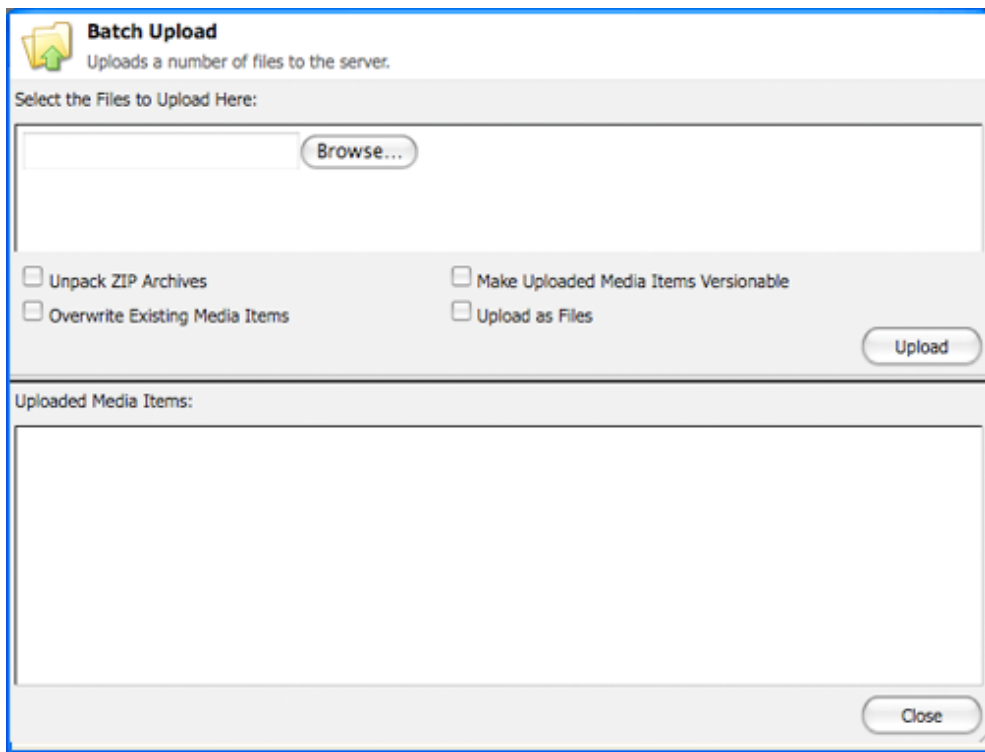 Batch Upload
Uploads a number of files to the server.
Select the Files to Upload Here:
Browse...
Unpack ZIP Archives
Make Uploaded Media Items Versionable
Overwrite Existing Media Items
Upload as Files
Upload
Uploaded Media Items:
Close